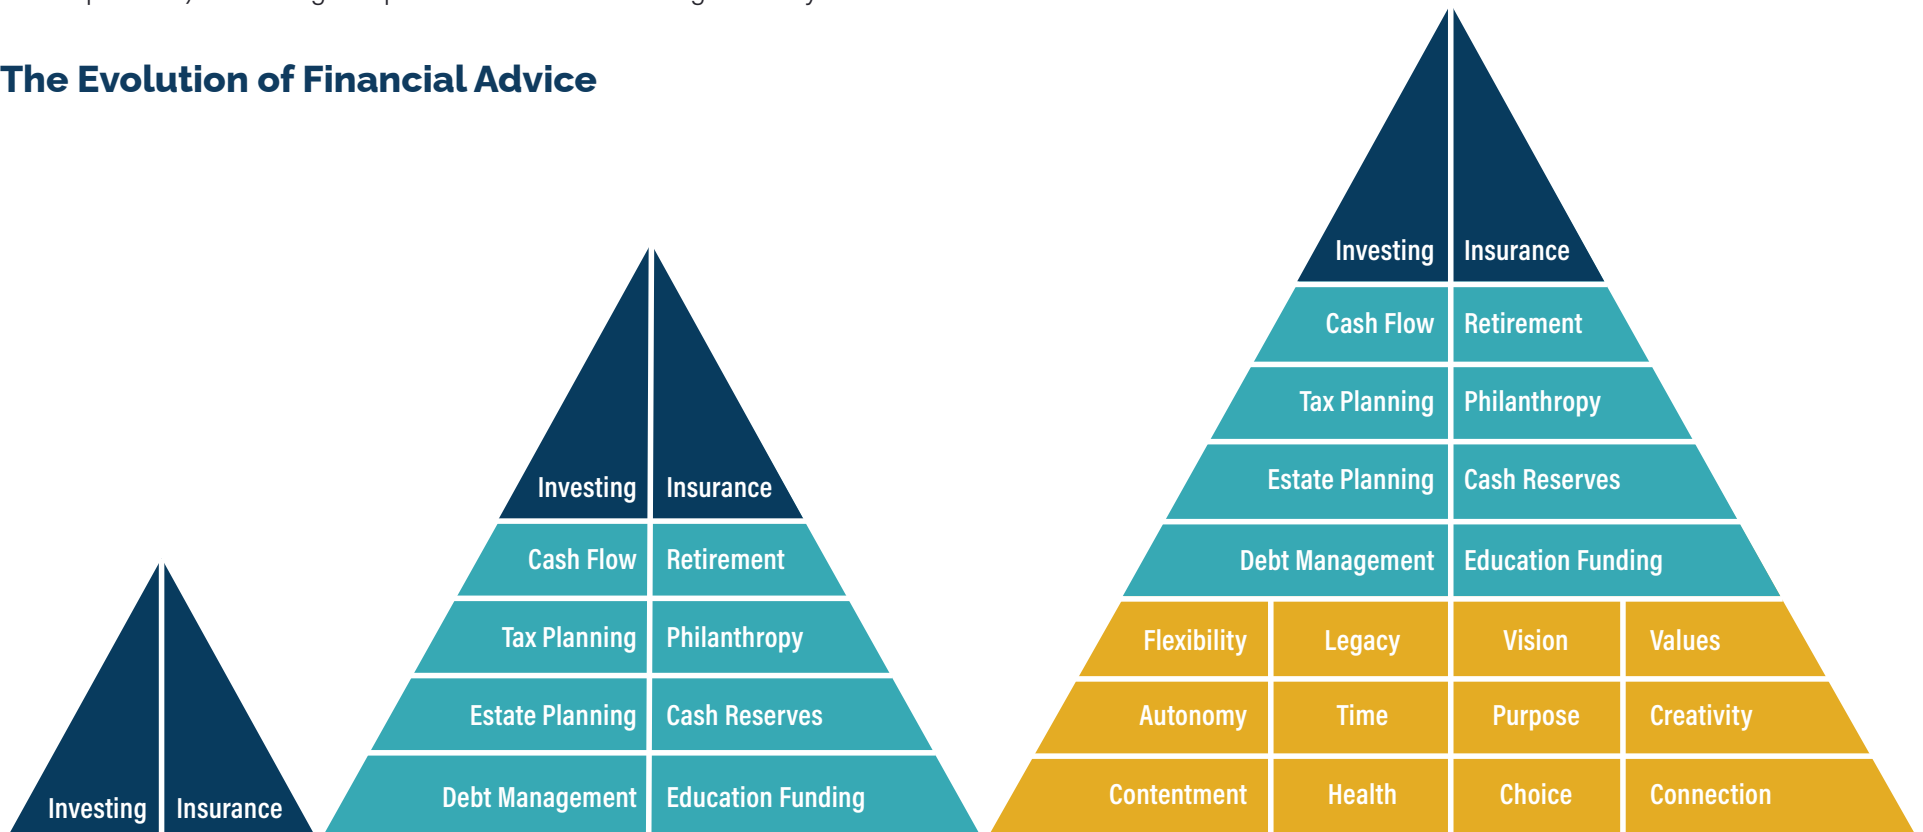 The Evolution of Financial Advice
Investing Insurance
Investing Insurance
Cash Flow Retirement
Tax Planning Philanthropy
Estate Planning Cash Reserves
Debt Management Education Funding
Investing Insurance
Cash Flow Retirement
Tax Planning Philanthropy
Estate Planning Cash Reserves
Debt Management Education Funding
Flexibility Legacy Vision Values
Autonomy Time Purpose Creativity
Contentment Health Choice Connection